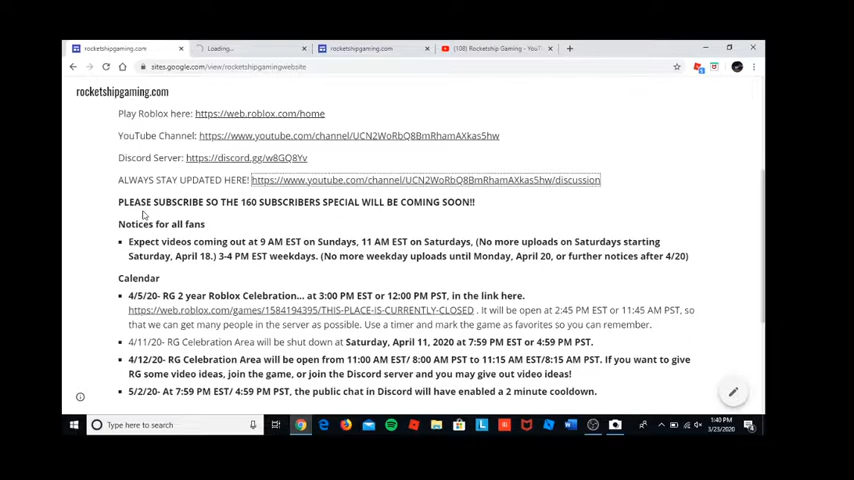 rocketshipgaming.com
Loading...
rocketshipgaming.com
(108) Rocketship Gaming - YouT
sites.google.com/view/rocketshipgamingwebsite
rocketshipgaming.com
Play Roblox here: https://web.roblox.com/home
YouTube Channel: https://www.youtube.com/channel/UCN2WoRbQ8BmRhamAXkas5hw
Discord Server: https://discord.gg/w8GQ8Yv
ALWAYS STAY UPDATED HERE! https://www.youtube.com/channel/UCN2WoRbQ8BmRhamAXkas5hw/discussion
PLEASE SUBSCRIBE SO THE 160 SUBSCRIBERS SPECIAL WILL BE COMING SOON!!
Notices for all fans
Expect videos coming out at 9 AM EST on Sundays, 11 AM EST on Saturdays, (No more uploads on Saturdays starting
Saturday, April 18.) 3-4 PM EST weekdays. (No more weekday uploads until Monday, April 20, or further notices after 4/20)
Calendar
4/5/20- RG 2 year Roblox Celebration... at 3:00 PM EST or 12:00 PM PST, in the link here.
https://web.roblox.com/games/1584194395/THIS-PLACE-IS-CURRENTLY-CLOSED . It will be open at 2:45 PM EST or 11:45 AM PST, so
that we can get many people in the server as possible. Use a timer and mark the game as favorites so you can remember.
4/11/20- RG Celebration Area will be shut down at Saturday, April 11, 2020 at 7:59 PM EST or 4:59 PM PST.
4/12/20- RG Celebration Area will be open from 11:00 AM EST/ 8:00 AM PST to 11:15 AM EST/8:15 AM PST. If you want to give
RG some video ideas, join the game, or join the Discord server and you may give out video ideas!
5/2/20- At 7:59 PM EST/ 4:59 PM PST, the public chat in Discord will have enabled a 2 minute cooldown.
Type here to search
1:40 PM
3/23/2020